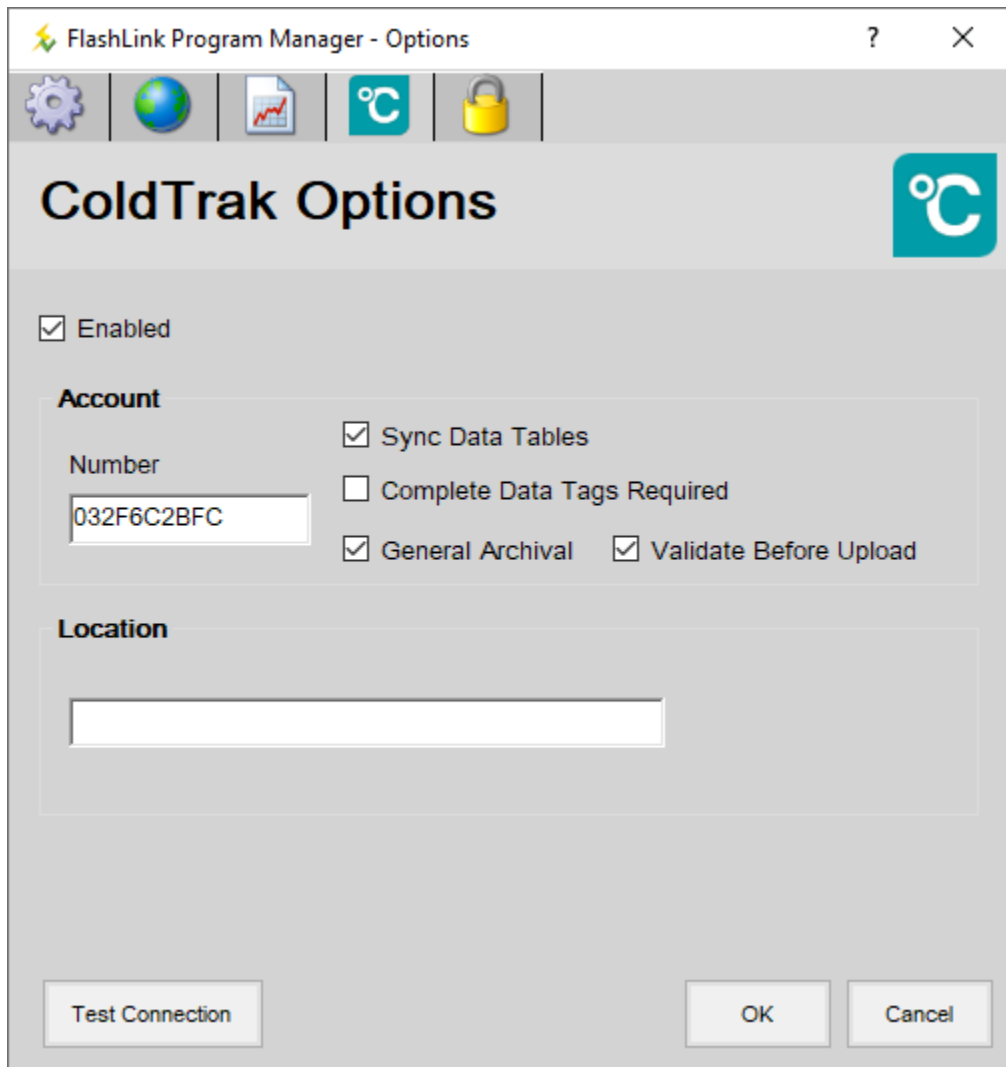 FlashLink Program Manager - Options ?
°C
ColdTrak Options
°C
Enabled
Account
Number
032F6C2BFC
Sync Data Tables
Complete Data Tags Required
General Archival Validate Before Upload
Location
Test Connection OK Cancel